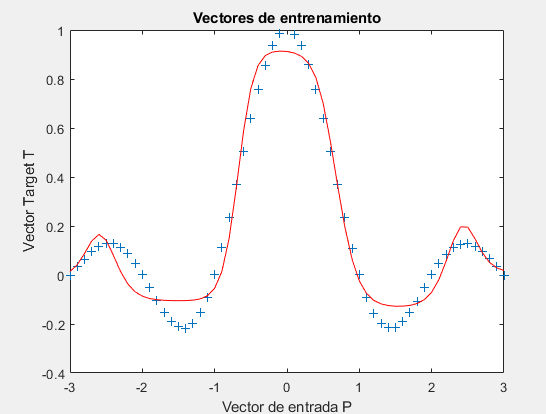 Vectores de entrenamiento
1
0.8
0.6
0.4
0.2
0
-0.2
-0.4
Vector Target T
-3 -2 -1 0 1 2 3
Vector de entrada P